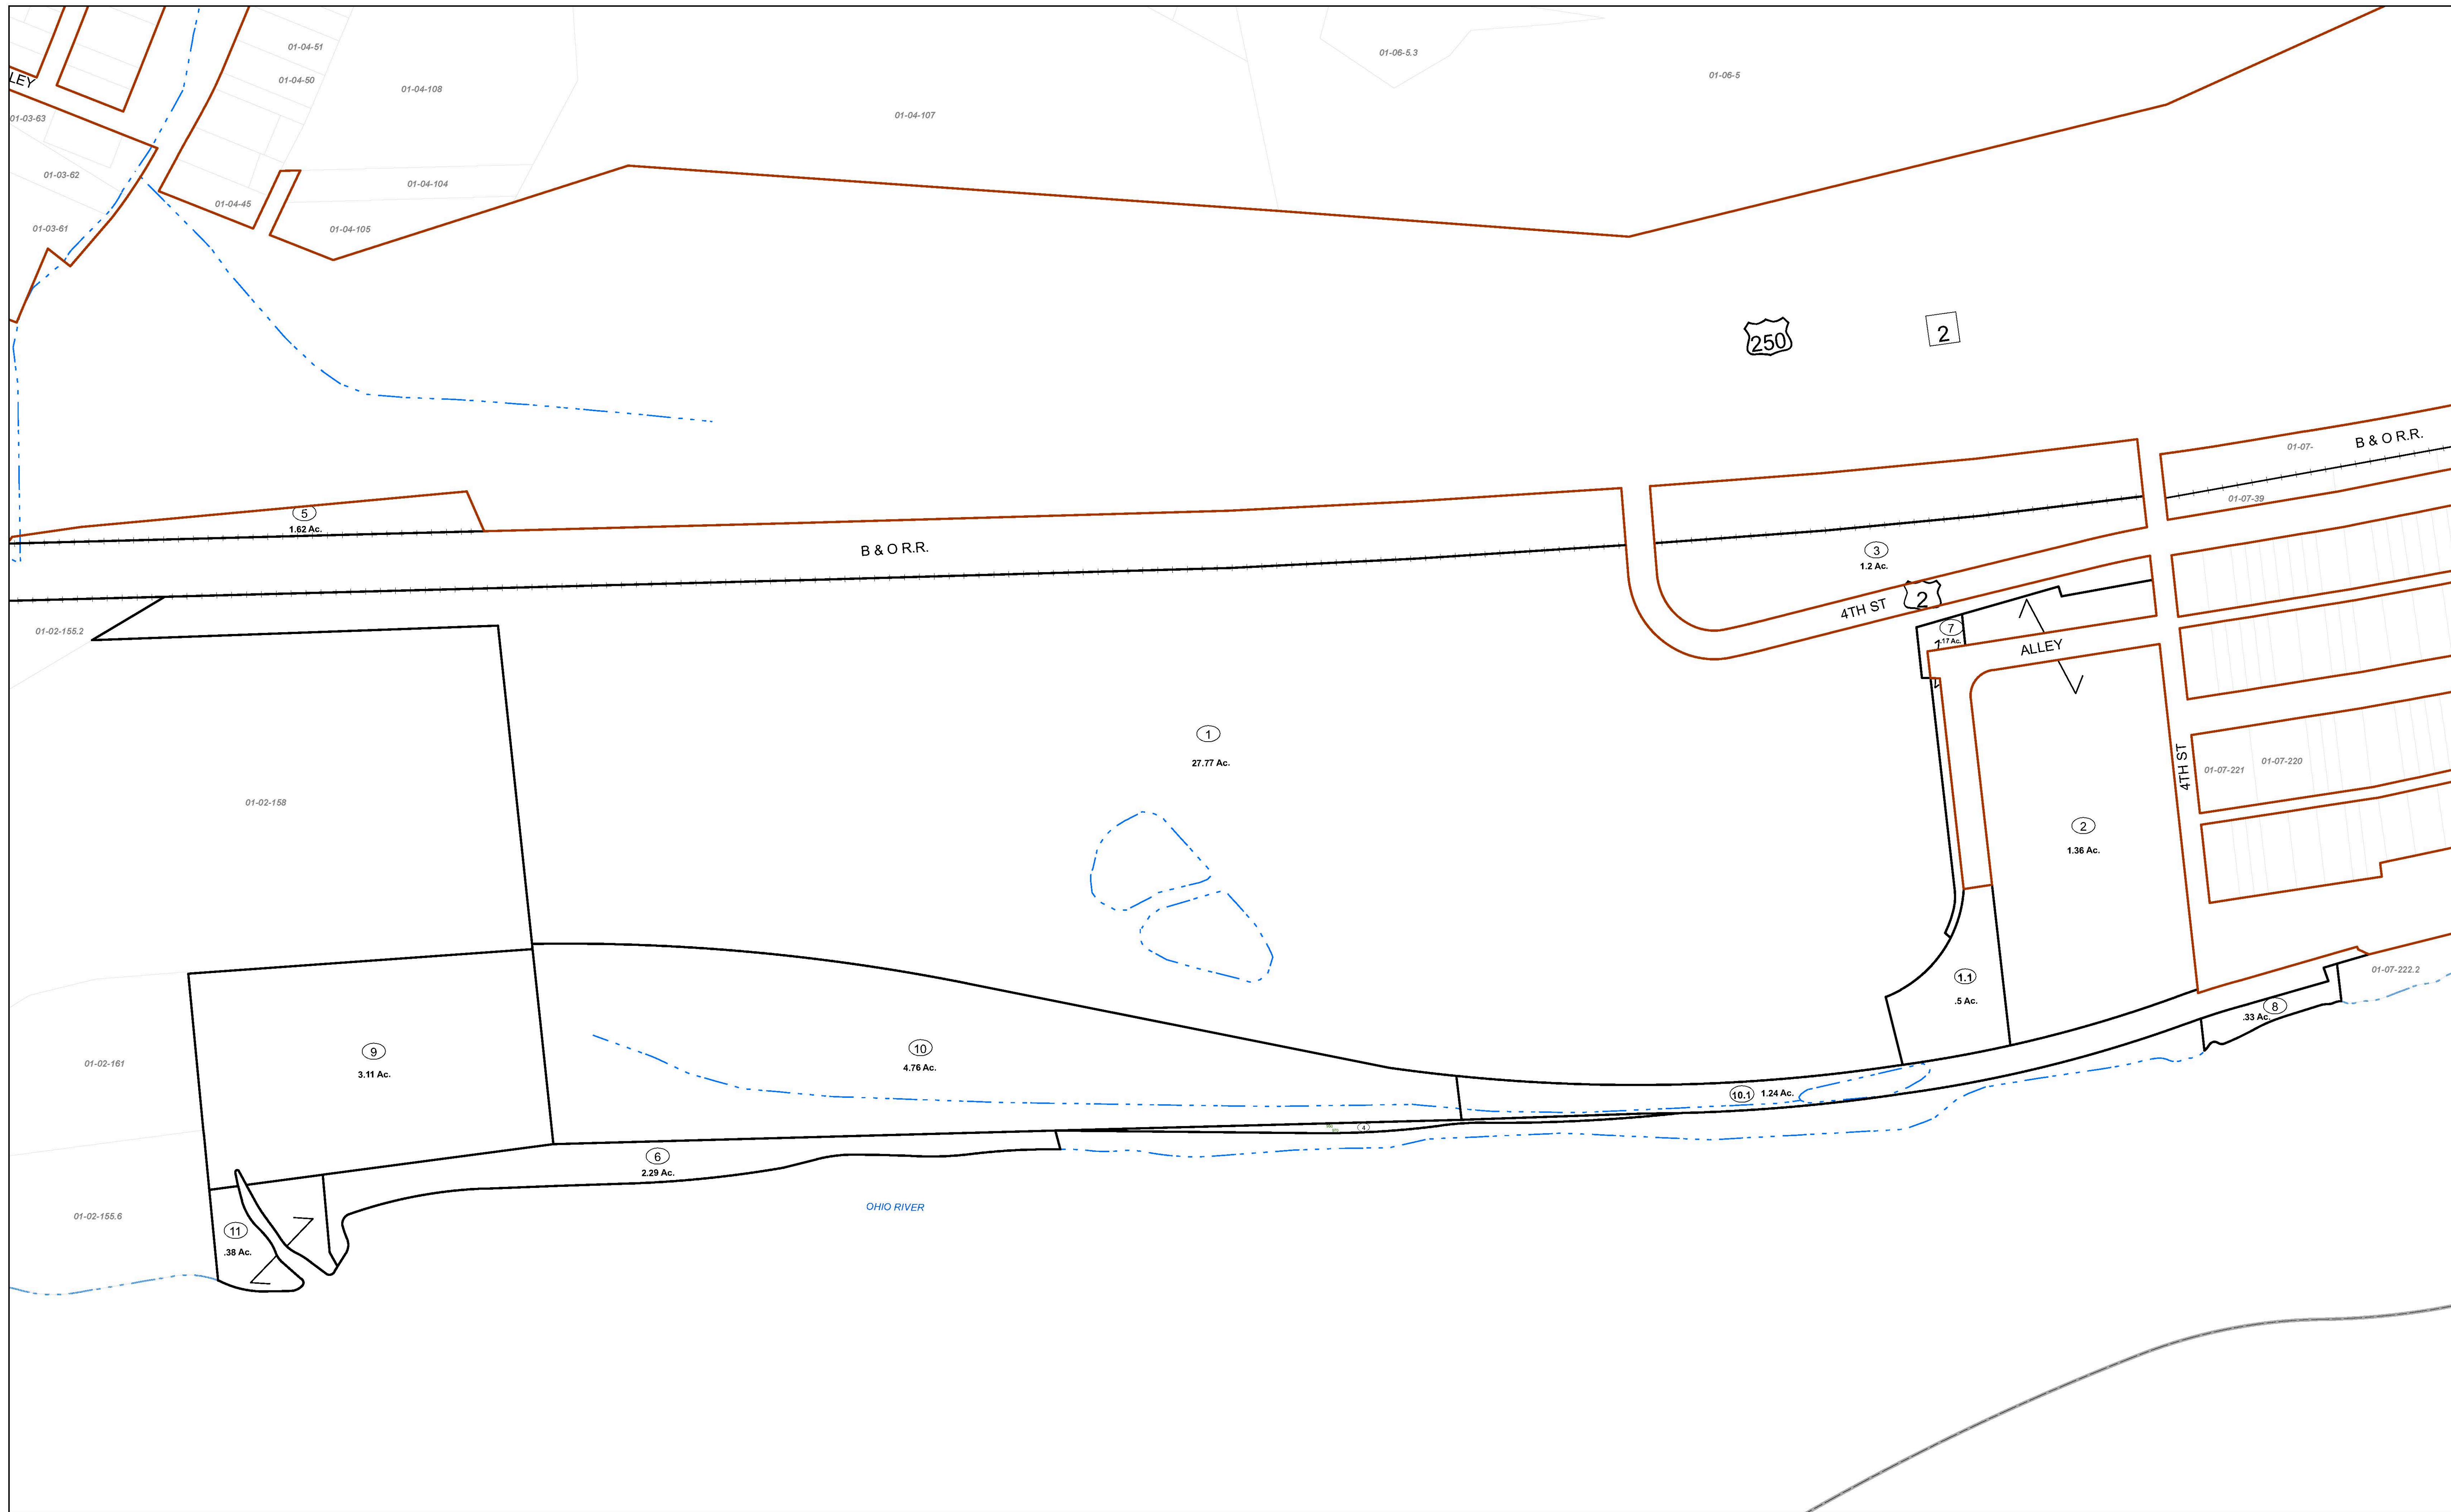 01-04-51
01-06-5.3
01-06-5
LEY
01-04-50
01-04-108
01-04-107
01-03-63
01-03-62
01-04-104
01-04-45
01-03-61
01-04-105
250
2
B & O R.R.
01-07-
01-07-39
5
1.62 Ac.
B & O R.R.
3
1.2 Ac.
4TH ST
2
01-02-155.2
7
.17 Ac.
ALLEY
1
27.77 Ac.
4TH ST
01-07-221
01-07-220
01-02-158
2
1.36 Ac.
01-07-222.2
1.1
.5 Ac.
8
.33 Ac.
01-02-161
9
3.11 Ac.
10
4.76 Ac.
10.1
1.24 Ac.
4
6
2.29 Ac.
01-02-155.6
OHIO RIVER
11
.38 Ac.